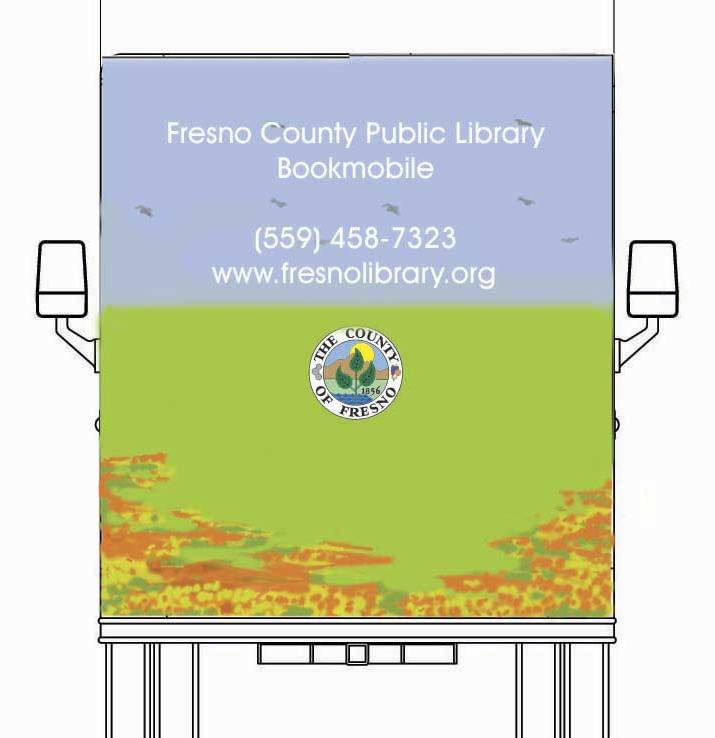 Fresno County Public Library
Bookmobile
(559) 458-7323
www.fresnolibrary.org
THE COUNTY
1856
OF FRESNO